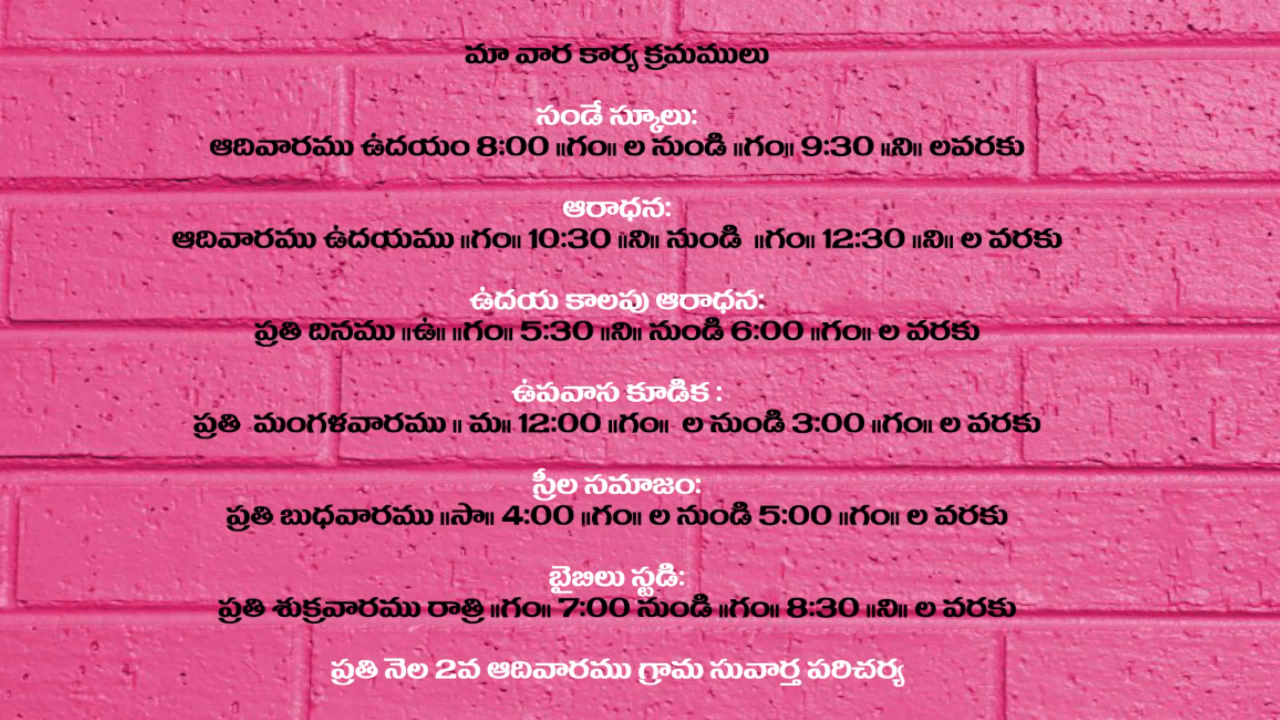 మా వార కార్య క్రమములు
సండే స్కూలు:
ఆదివారము ఉదయం 8:00 ॥గం॥ ల నుండి ॥గం॥ 9:30 ॥ని॥ లవరకు
ఆరాధన:
ఆదివారము ఉదయము ॥గం॥ 10:30 ॥ని॥ నుండి ॥గం॥ 12:30 ॥ని॥ ల వరకు
ఉదయ కాలపు ఆరాధన:
ప్రతి దినము ॥ఉ॥ ॥గం॥ 5:30 ॥ని॥ నుండి 6:00 ॥గం॥ ల వరకు
ఉపవాస కూడిక :
ప్రతి మంగళవారము ॥ మ॥ 12:00 ॥గం॥ ల నుండి 3:00 ॥గం॥ ల వరకు
స్రీల సమాజం:
ప్రతి బుధవారము ॥సా॥ 4:00 ॥గం॥ ల నుండి 5:00 ॥గం॥ ల వరకు
బైబిలు స్టడి:
ప్రతి శుక్రవారము రాత్రి ॥గం॥ 7:00 నుండి ॥గం॥ 8:30 ॥ని॥ ల వరకు
ప్రతి నెల 2వ ఆదివారము గ్రామ సువార్త పరిచర్య